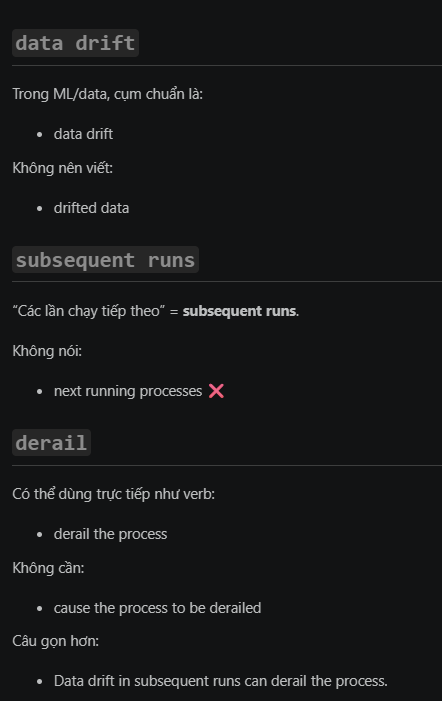 data drift
Trong ML/data, cụm chuẩn là:
• data drift
Không nên viết:
• drifted data
subsequent runs
“Các lần chạy tiếp theo” = subsequent runs.
Không nói:
• next running processes ❌
derail
Có thể dùng trực tiếp như verb:
• derail the process
Không cần:
• cause the process to be derailed
Câu gọn hơn:
• Data drift in subsequent runs can derail the process.